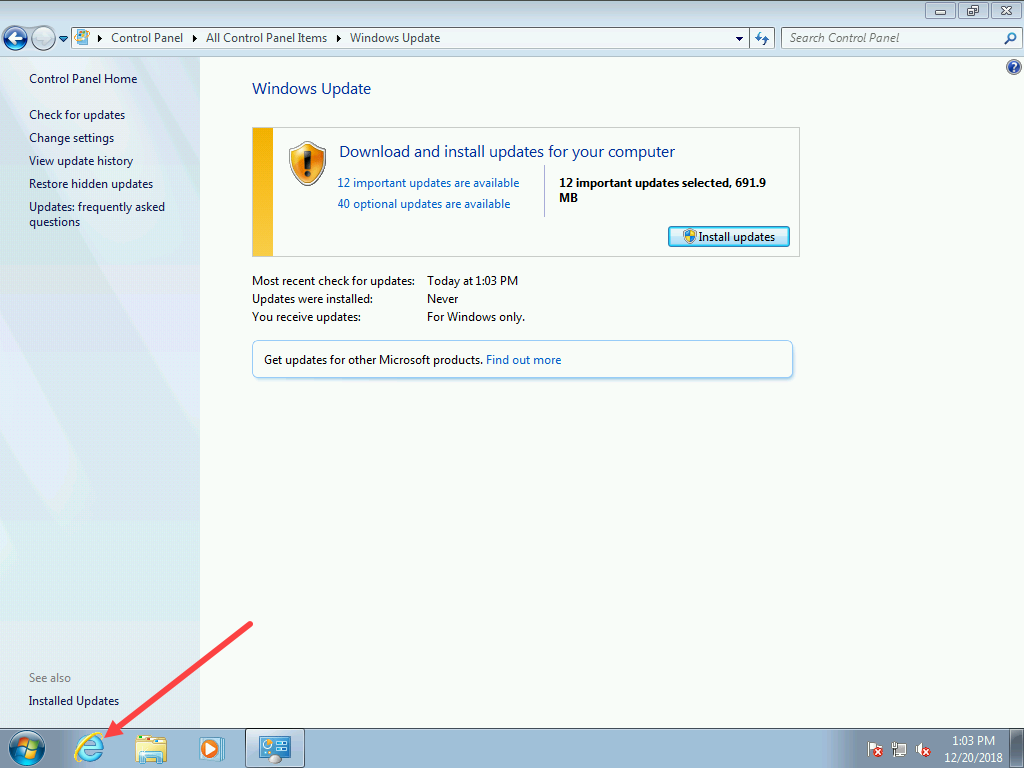 Control Panel All Control Panel Items Windows Update
Search Control Panel
Control Panel Home
Check for updates
Change settings
View update history
Restore hidden updates
Updates: frequently asked
questions
Windows Update
Download and install updates for your computer
12 important updates are available
40 optional updates are available
12 important updates selected, 691.9
MB
Install updates
Most recent check for updates: Today at 1:03 PM
Updates were installed: Never
You receive updates: For Windows only.
Get updates for other Microsoft products. Find out more
See also
Installed Updates
1:03 PM
12/20/2018